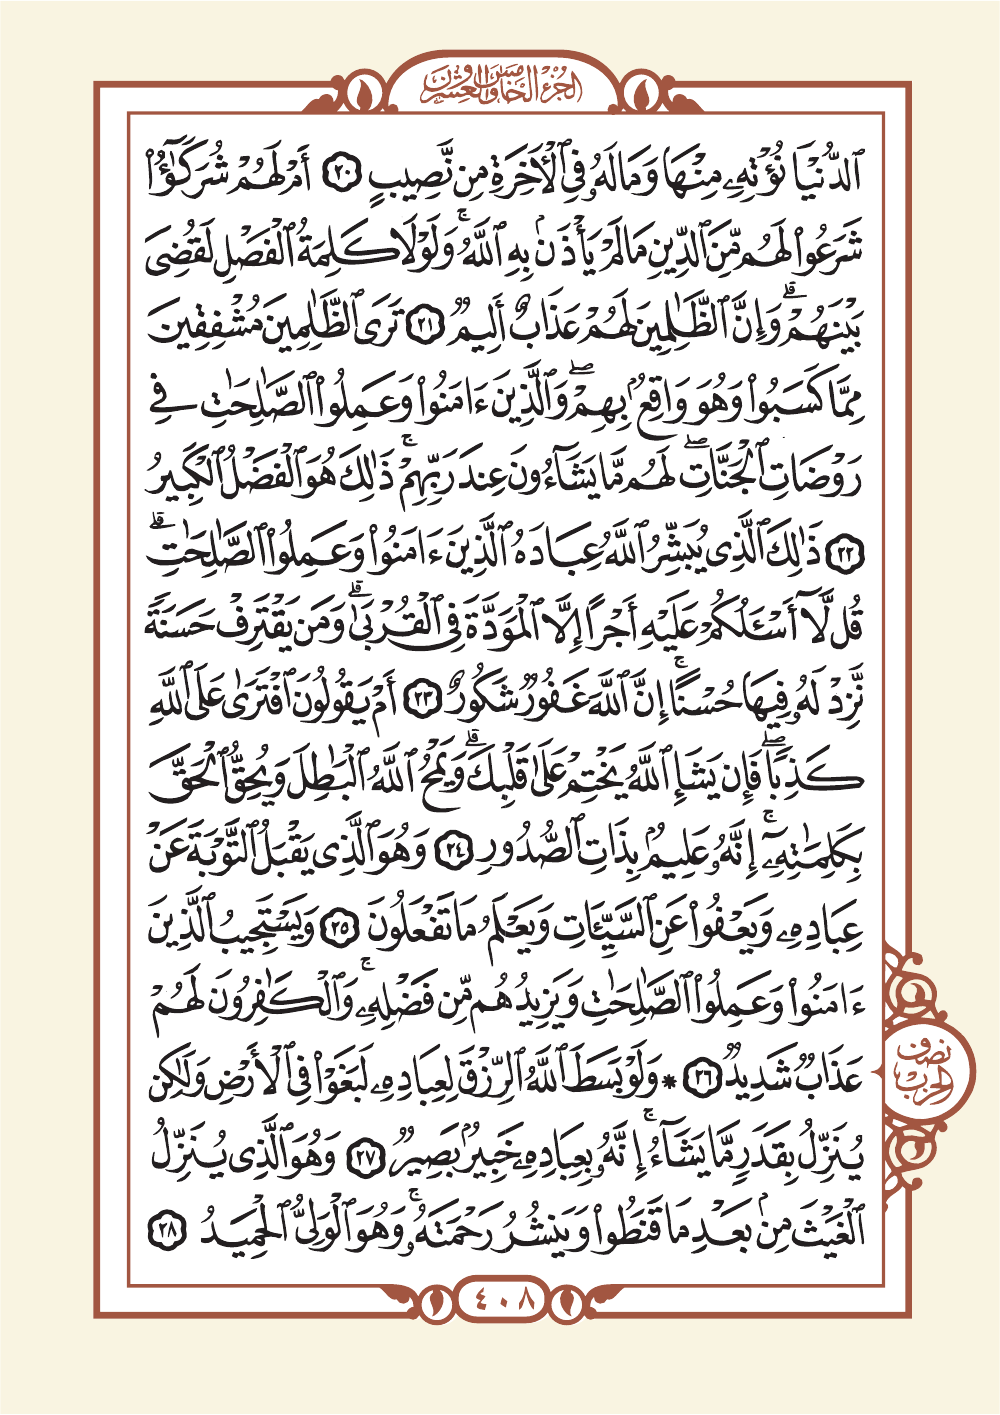 الجزء الخامس والعشرون
ٱلدُّنْيَا نُؤْتِهِۦ مِنْهَا وَمَا لَهُۥ فِى ٱلْأَخِرَةِ مِن نَّصِيبٍ ٢٠ أَمْ لَهُمْ شُرَكَٰٓؤُا۟
شَرَعُوا۟ لَهُم مِّنَ ٱلدِّينِ مَا لَمْ يَأْذَنۢ بِهِ ٱللَّهُ ۚ وَلَوْلَا كَلِمَةُ ٱلْفَصْلِ لَقُضِىَ
بَيْنَهُمْ ۗ وَإِنَّ ٱلظَّٰلِمِينَ لَهُمْ عَذَابٌ أَلِيمٌ ٢١ تَرَى ٱلظَّٰلِمِينَ مُشْفِقِينَ
مِمَّا كَسَبُوا۟ وَهُوَ وَاقِعٌۢ بِهِمْ ۖ وَٱلَّذِينَ ءَامَنُوا۟ وَعَمِلُوا۟ ٱلصَّٰلِحَٰتِ فِى
رَوْضَاتِ ٱلْجَنَّاتِ ۖ لَهُم مَّا يَشَآءُونَ عِندَ رَبِّهِمْ ۚ ذَٰلِكَ هُوَ ٱلْفَضْلُ ٱلْكَبِيرُ
٢٢ ذَٰلِكَ ٱلَّذِى يُبَشِّرُ ٱللَّهُ عِبَادَهُ ٱلَّذِينَ ءَامَنُوا۟ وَعَمِلُوا۟ ٱلصَّٰلِحَٰتِ ۗ
قُل لَّآ أَسْـَٔلُكُمْ عَلَيْهِ أَجْرًا إِلَّا ٱلْمَوَدَّةَ فِى ٱلْقُرْبَىٰ ۗ وَمَن يَقْتَرِفْ حَسَنَةً
نَّزِدْ لَهُۥ فِيهَا حُسْنًا ۚ إِنَّ ٱللَّهَ غَفُورٌ شَكُورٌ ٢٣ أَمْ يَقُولُونَ ٱفْتَرَىٰ عَلَى ٱللَّهِ
كَذِبًا ۖ فَإِن يَشَإِ ٱللَّهُ يَخْتِمْ عَلَىٰ قَلْبِكَ ۗ وَيَمْحُ ٱللَّهُ ٱلْبَٰطِلَ وَيُحِقُّ ٱلْحَقَّ
بِكَلِمَٰتِهِۦٓ ۚ إِنَّهُۥ عَلِيمٌۢ بِذَاتِ ٱلصُّدُورِ ٢٤ وَهُوَ ٱلَّذِى يَقْبَلُ ٱلتَّوْبَةَ عَنْ
عِبَادِهِۦ وَيَعْفُوا۟ عَنِ ٱلسَّيِّـَٔاتِ وَيَعْلَمُ مَا تَفْعَلُونَ ٢٥ وَيَسْتَجِيبُ ٱلَّذِينَ
ءَامَنُوا۟ وَعَمِلُوا۟ ٱلصَّٰلِحَٰتِ وَيَزِيدُهُم مِّن فَضْلِهِۦ ۚ وَٱلْكَٰفِرُونَ لَهُمْ
عَذَابٌ شَدِيدٌ ٢٦ * وَلَوْ بَسَطَ ٱللَّهُ ٱلرِّزْقَ لِعِبَادِهِۦ لَبَغَوْا۟ فِى ٱلْأَرْضِ وَلَٰكِن
يُنَزِّلُ بِقَدَرٍ مَّا يَشَآءُ ۚ إِنَّهُۥ بِعِبَادِهِۦ خَبِيرٌۢ بَصِيرٌ ٢٧ وَهُوَ ٱلَّذِى يُنَزِّلُ
ٱلْغَيْثَ مِنۢ بَعْدِ مَا قَنَطُوا۟ وَيَنشُرُ رَحْمَتَهُۥ ۚ وَهُوَ ٱلْوَلِىُّ ٱلْحَمِيدُ ٢٨
نصف
الحزب
٤٠٨